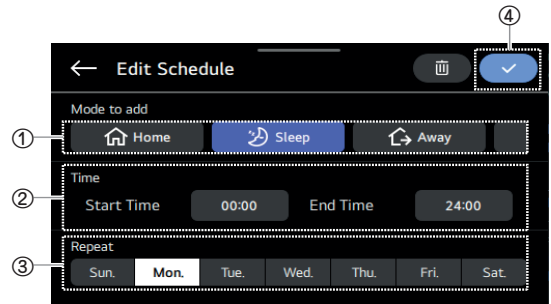 ④
Edit Schedule
Mode to add
① Home Sleep Away
Time
② Start Time 00:00 End Time 24:00
Repeat
③ Sun. Mon. Tue. Wed. Thu. Fri. Sat.